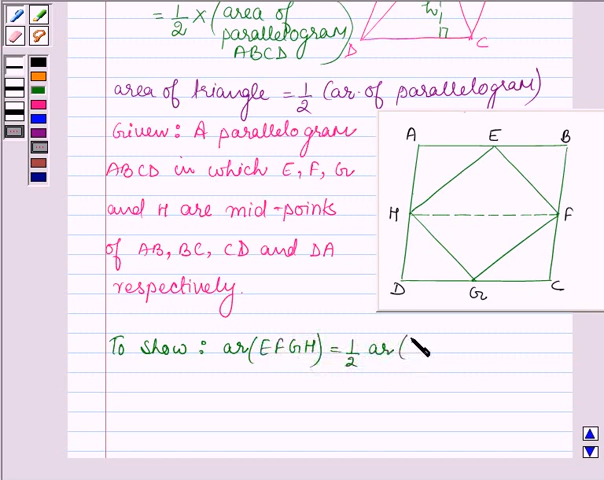 = 1/2 × (area of
parallelogram
ABCD)
h
D C
area of triangle = 1/2 (ar. of parallelogram)
Given: A parallelogram
ABCD in which E, F, G
and H are mid-points
of AB, BC, CD and DA
respectively.
A E B
H F
D G C
To show: ar(EFGH) = 1/2 ar (